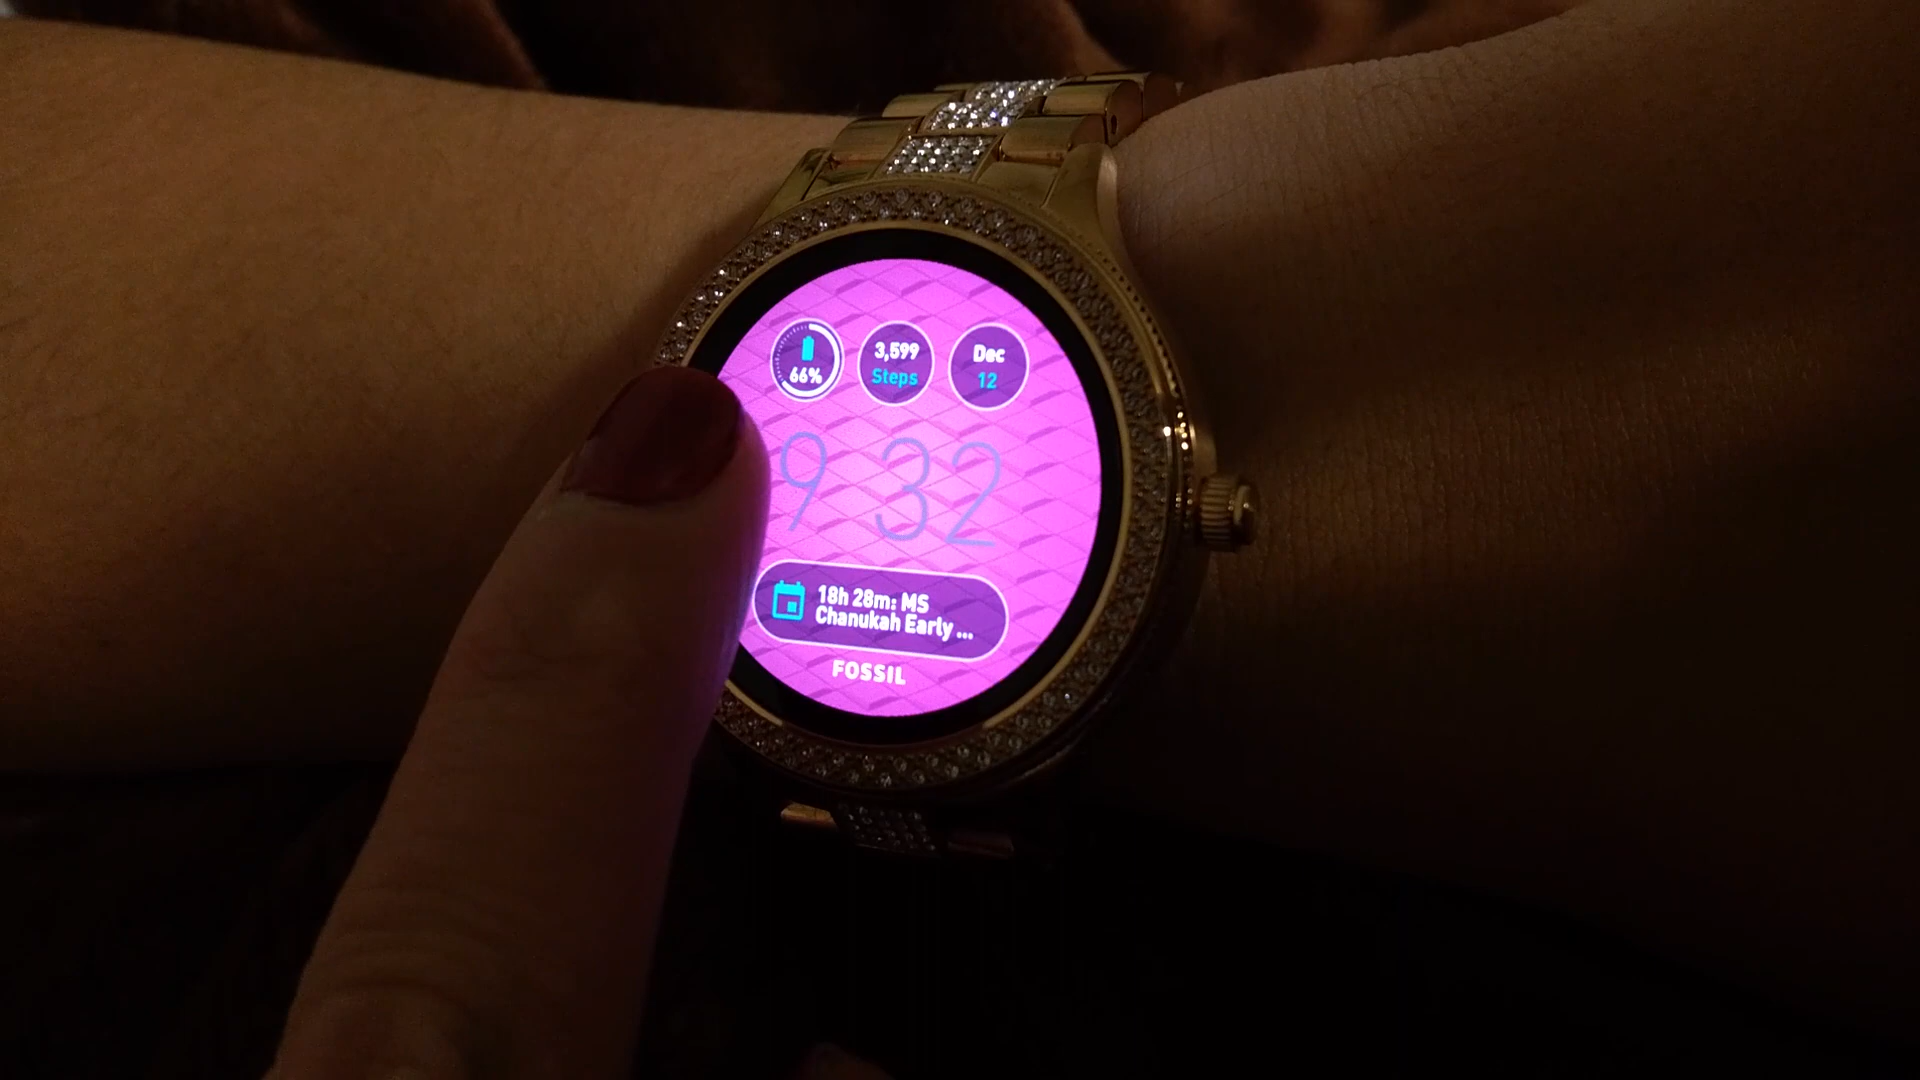 66%
3,599
Steps
Dec
12
9 32
18h 28m: MS
Chanukah Early ...
FOSSIL